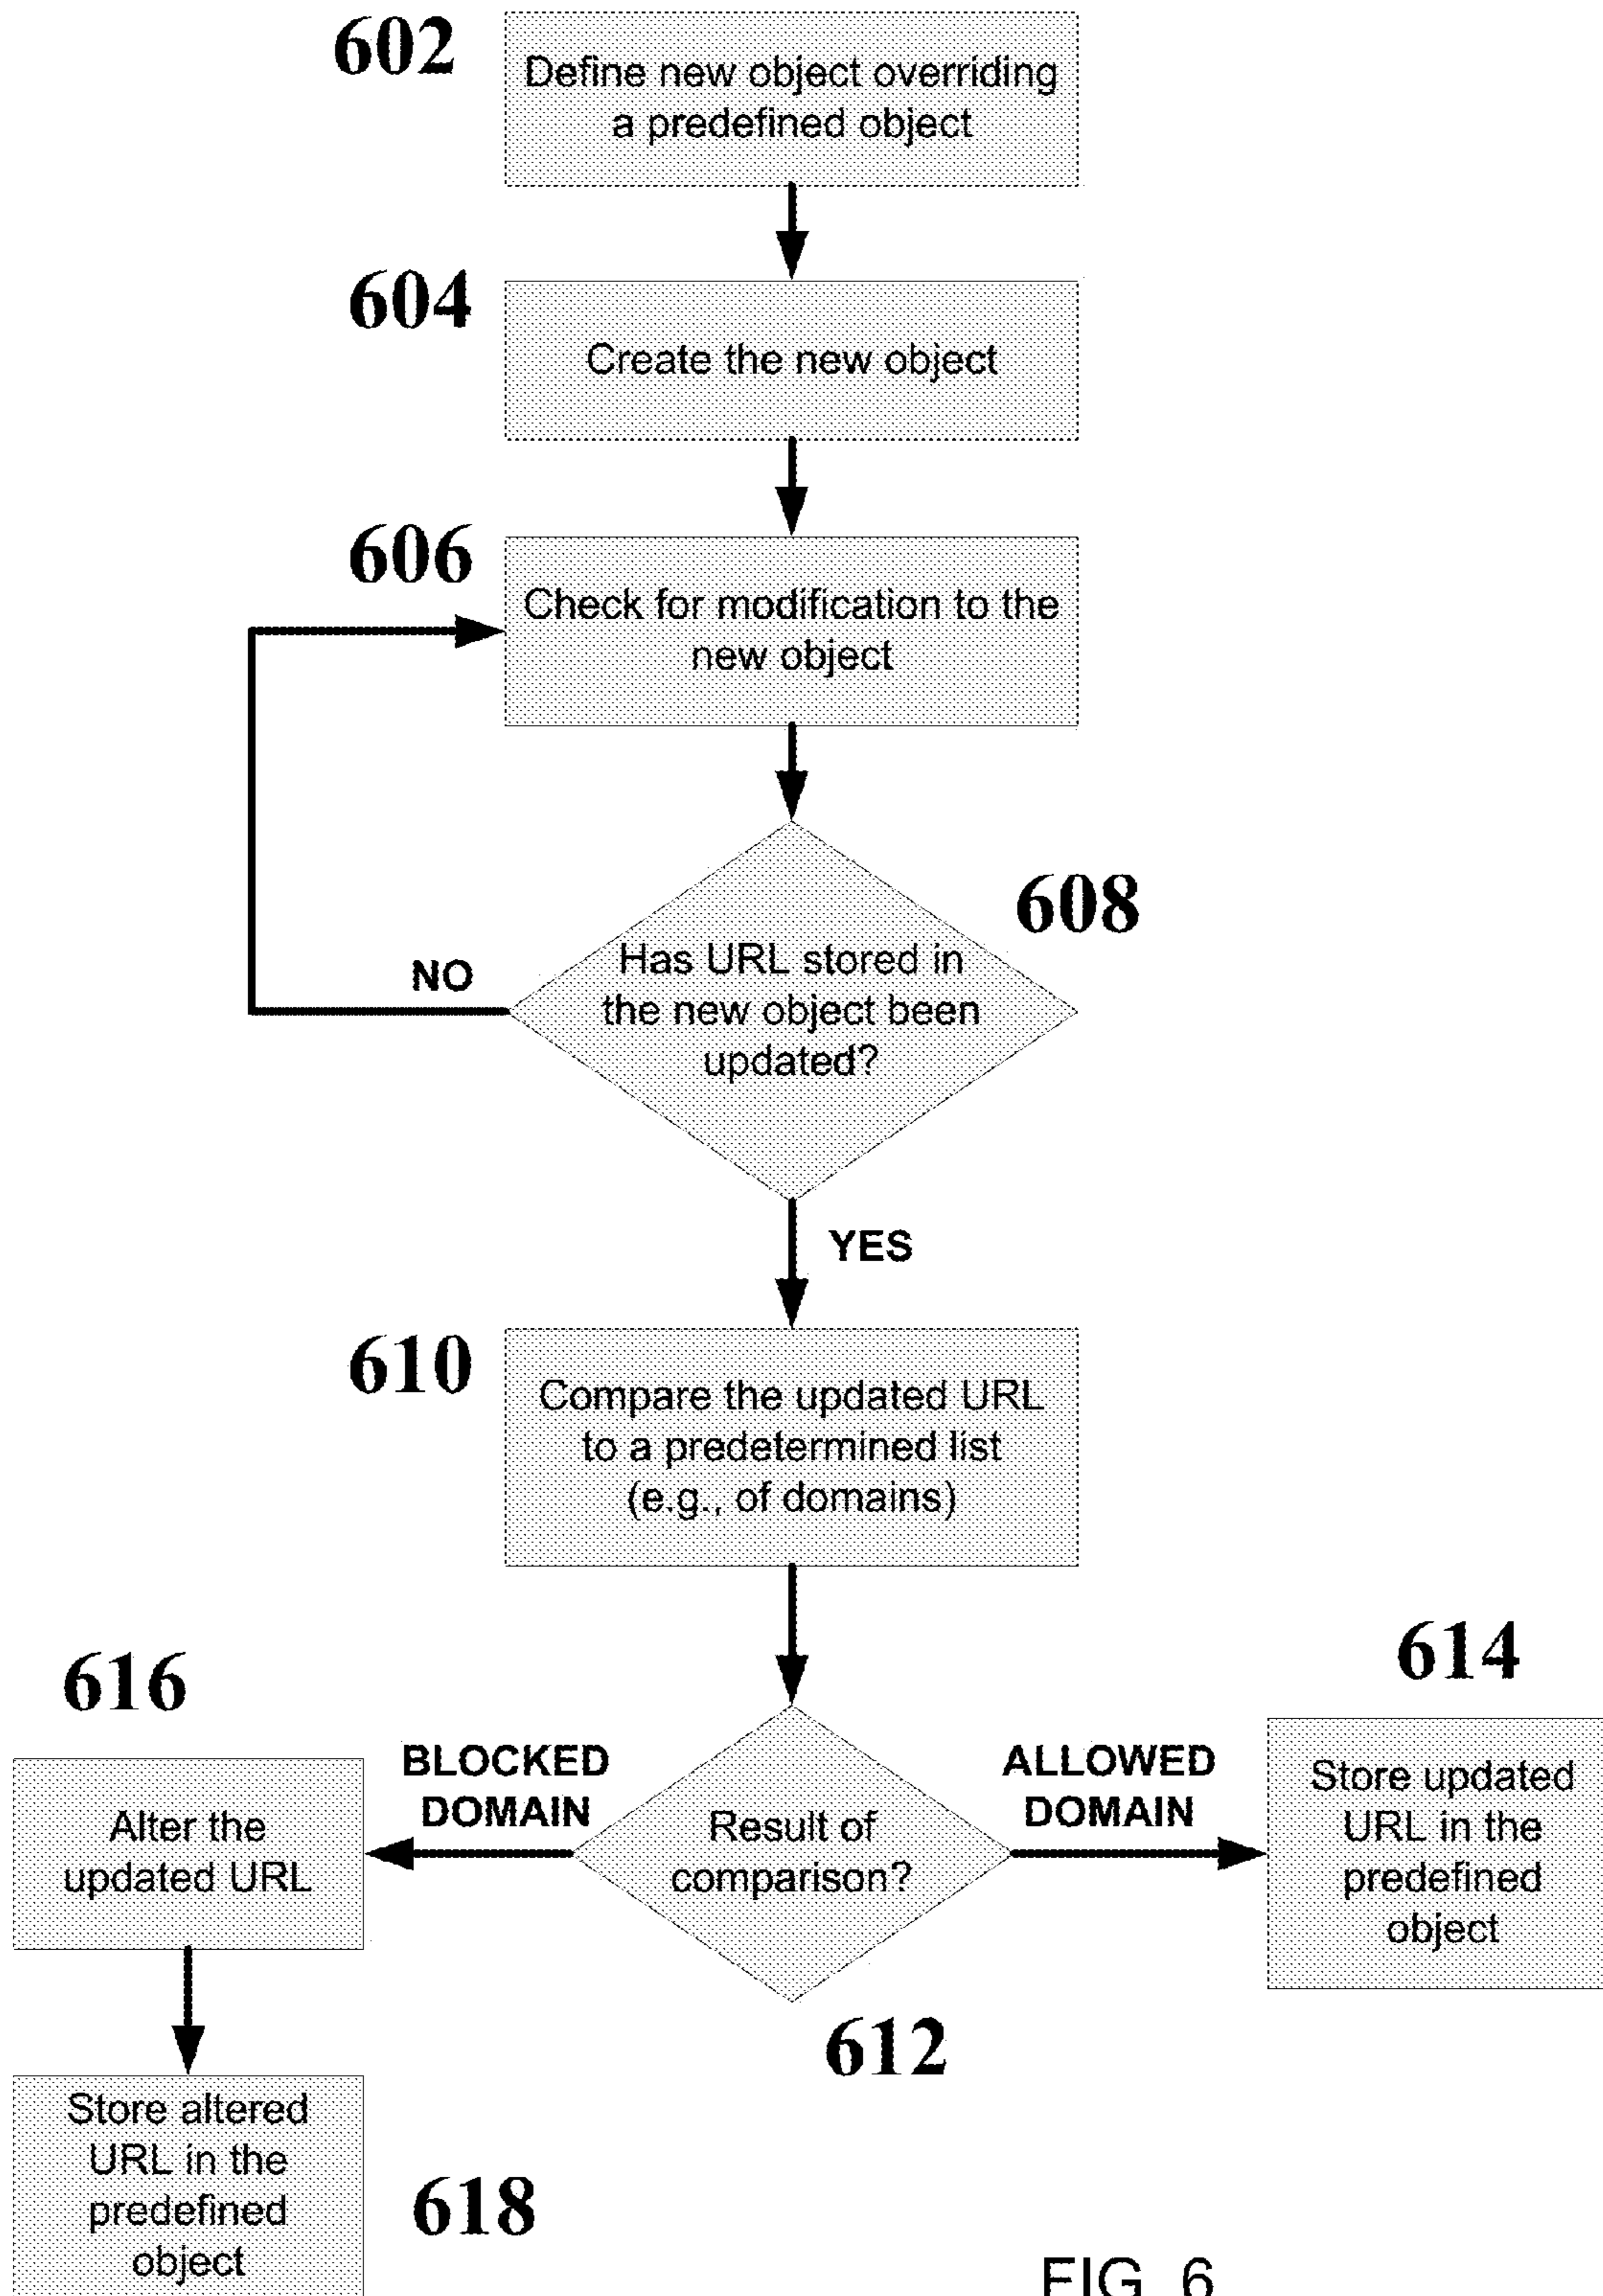 602
Define new object overriding
a predefined object
604
Create the new object
606
Check for modification to the
new object
608
Has URL stored in
the new object been
updated?
NO
YES
610
Compare the updated URL
to a predetermined list
(e.g., of domains)
616
614
BLOCKED
DOMAIN
ALLOWED
DOMAIN
Alter the
updated URL
Result of
comparison?
Store updated
URL in the
predefined
object
612
Store altered
URL in the
predefined
object
618
FIG. 6